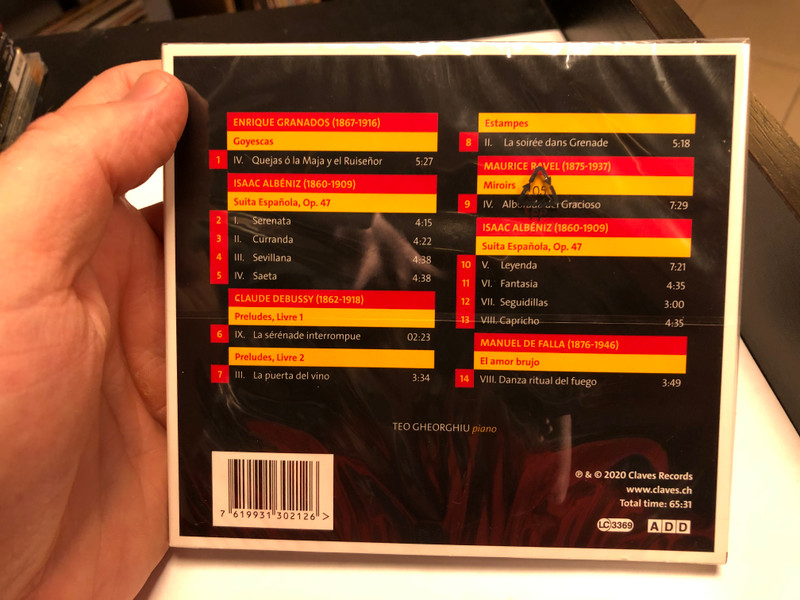 ENRIQUE GRANADOS (1867-1916)
Goyescas
1 IV. Quejas ó la Maja y el Ruiseñor 5:27
ISAAC ALBÉNIZ (1860-1909)
Suita Española, Op. 47
2 I. Serenata 4:15
3 II. Curranda 4:22
4 III. Sevillana 4:38
5 IV. Saeta 4:38
CLAUDE DEBUSSY (1862-1918)
Preludes, Livre 1
6 IX. La sérénade interrompue 02:23
Preludes, Livre 2
7 III. La puerta del vino 3:34
Estampes
8 II. La soirée dans Grenade 5:18
MAURICE RAVEL (1875-1937)
Miroirs
9 IV. Alborada del Gracioso 7:29
ISAAC ALBÉNIZ (1860-1909)
Suita Española, Op. 47
10 V. Leyenda 7:21
11 VI. Fantasia 4:35
12 VII. Seguidillas 3:00
13 VIII. Capricho 4:35
MANUEL DE FALLA (1876-1946)
El amor brujo
14 VIII. Danza ritual del fuego 3:49
TEO GHEORGHIU piano
7 619931 302126 >
℗ & © 2020 Claves Records
www.claves.ch
Total time: 65:31
LC 3369 A D D